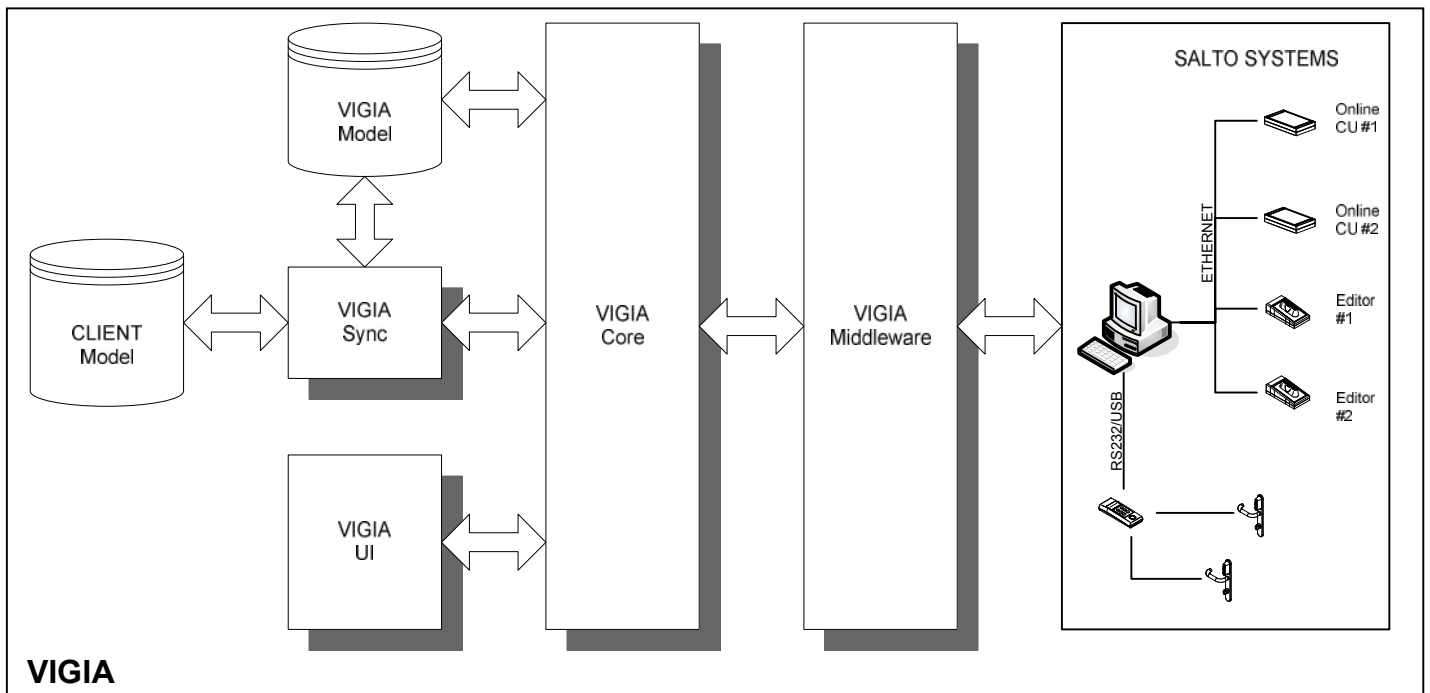 SALTO SYSTEMS
VIGIA
Model
Online
CU #1
Online
CU #2
ETHERNET
CLIENT
Model
VIGIA
Sync
VIGIA
Core
VIGIA
Middleware
Editor
#1
Editor
#2
RS232/USB
VIGIA
UI
VIGIA